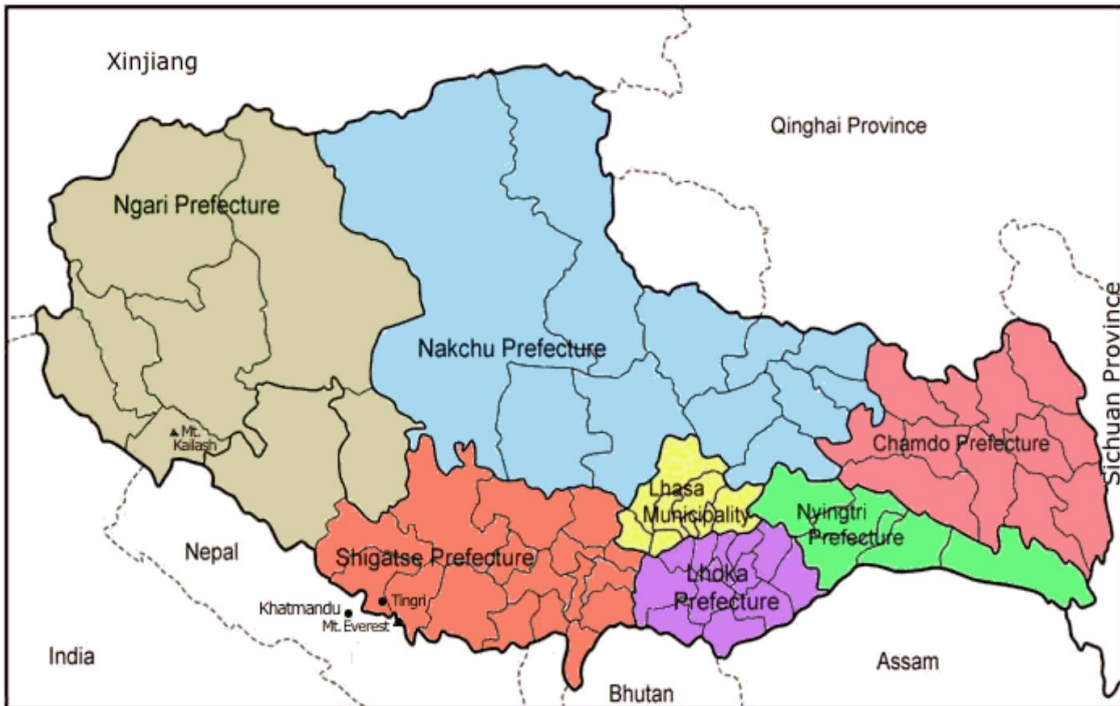 Xinjiang
Qinghai Province
Ngari Prefecture
Sichuan Province
Nakchu Prefecture
Mt.
Kailash
Chamdo Prefecture
Lhasa
Municipality
Nyingtri
Prefecture
Nepal
Shigatse Prefecture
Lhoka
Prefecture
Tingri
Khatmandu
Mt. Everest
India
Assam
Bhutan